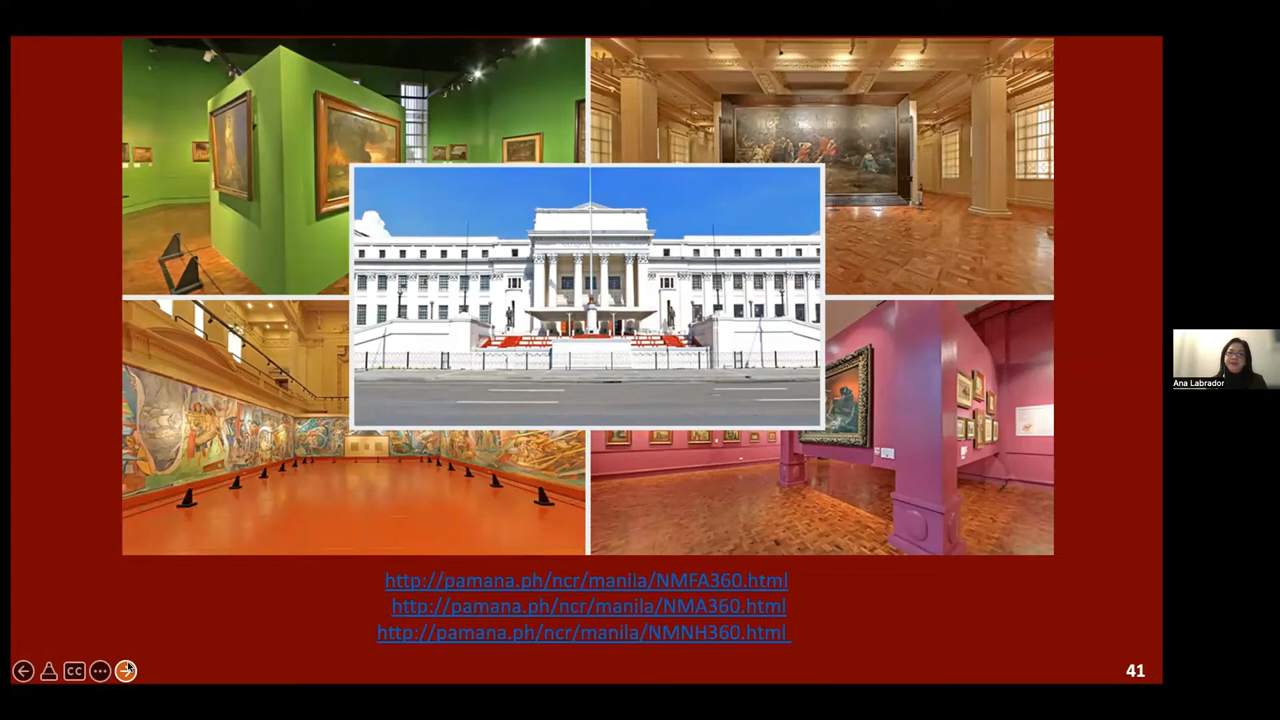 http://pamana.ph/ncr/manila/NMFA360.html
http://pamana.ph/ncr/manila/NMA360.html
http://pamana.ph/ncr/manila/NMNH360.html
CC
41
Ana Labrador